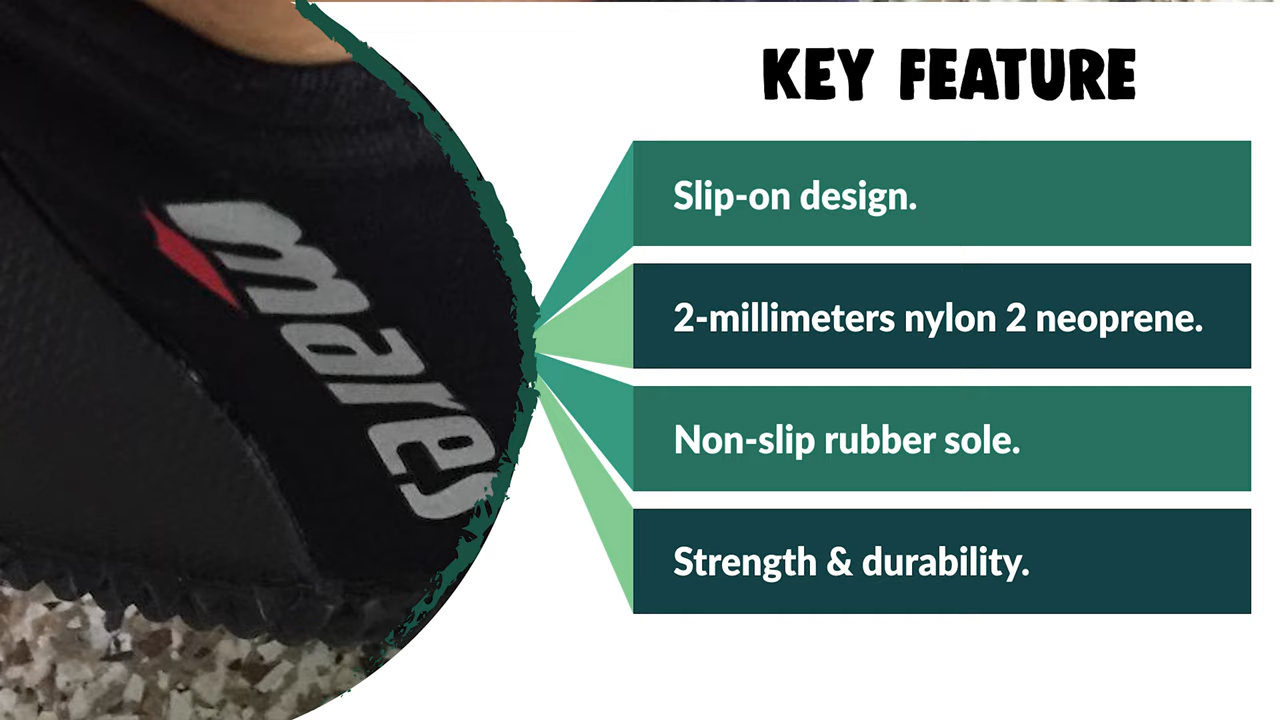 KEY FEATURE
mares
Slip-on design.
2-millimeters nylon 2 neoprene.
Non-slip rubber sole.
Strength & durability.